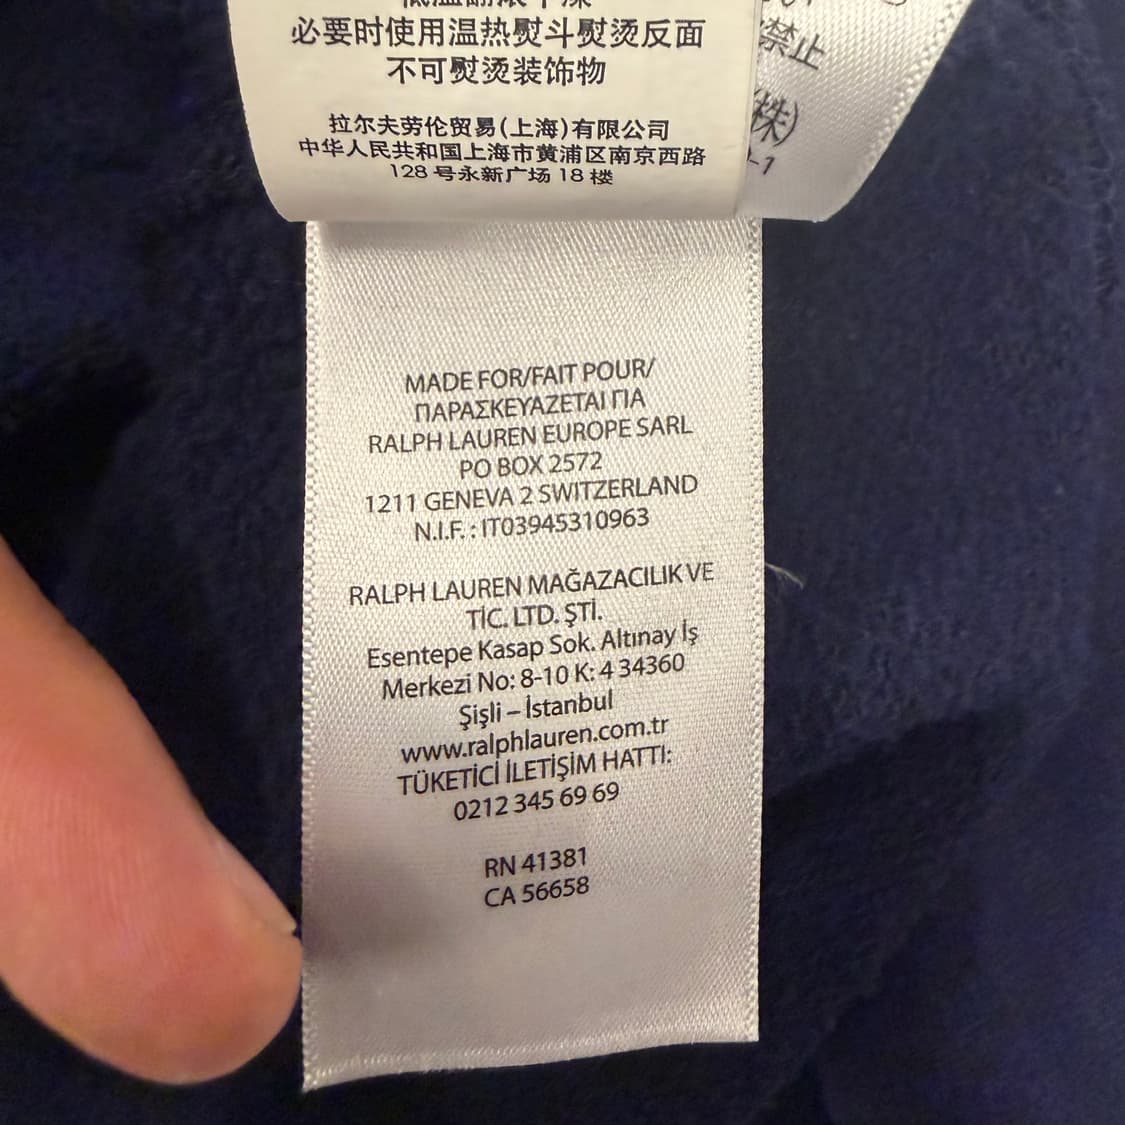 必要时使用温热熨斗熨烫反面
不可熨烫装饰物
拉尔夫劳伦贸易(上海)有限公司
中华人民共和国上海市黄浦区南京西路
128 号永新广场 18 楼
禁止
(株)
-1
MADE FOR/FAIT POUR/
ΠΑΡΑΣΚΕΥΑΖΕΤΑΙ ΓΙΑ
RALPH LAUREN EUROPE SARL
PO BOX 2572
1211 GENEVA 2 SWITZERLAND
N.I.F. : IT03945310963
RALPH LAUREN MAĞAZACILIK VE
TİC. LTD. ŞTİ.
Esentepe Kasap Sok. Altınay İş
Merkezi No: 8-10 K: 4 34360
Şişli – İstanbul
www.ralphlauren.com.tr
TÜKETİCİ İLETİŞİM HATTI:
0212 345 69 69
RN 41381
CA 56658